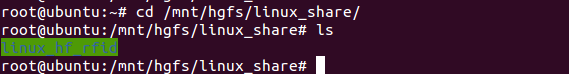 root@ubuntu:~# cd /mnt/hgfs/linux_share/
root@ubuntu:/mnt/hgfs/linux_share# ls
linux_hf_rfid
root@ubuntu:/mnt/hgfs/linux_share#